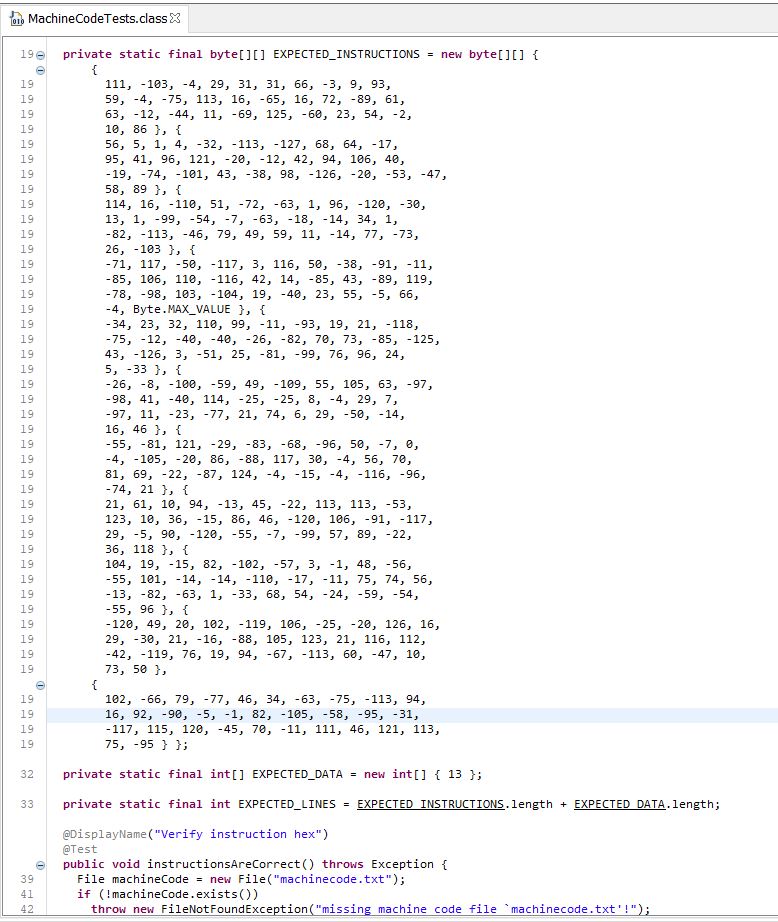 MachineCodeTests.class
19 private static final byte[][] EXPECTED_INSTRUCTIONS = new byte[][] {
{
19 111, -103, -4, 29, 31, 31, 66, -3, 9, 93,
19 59, -4, -75, 113, 16, -65, 16, 72, -89, 61,
19 63, -12, -44, 11, -69, 125, -60, 23, 54, -2,
19 10, 86 }, {
19 56, 5, 1, 4, -32, -113, -127, 68, 64, -17,
19 95, 41, 96, 121, -20, -12, 42, 94, 106, 40,
19 -19, -74, -101, 43, -38, 98, -126, -20, -53, -47,
19 58, 89 }, {
19 114, 16, -110, 51, -72, -63, 1, 96, -120, -30,
19 13, 1, -99, -54, -7, -63, -18, -14, 34, 1,
19 -82, -113, -46, 79, 49, 59, 11, -14, 77, -73,
19 26, -103 }, {
19 -71, 117, -50, -117, 3, 116, 50, -38, -91, -11,
19 -85, 106, 110, -116, 42, 14, -85, 43, -89, 119,
19 -78, -98, 103, -104, 19, -40, 23, 55, -5, 66,
19 -4, Byte.MAX_VALUE }, {
19 -34, 23, 32, 110, 99, -11, -93, 19, 21, -118,
19 -75, -12, -40, -40, -26, -82, 70, 73, -85, -125,
19 43, -126, 3, -51, 25, -81, -99, 76, 96, 24,
19 5, -33 }, {
19 -26, -8, -100, -59, 49, -109, 55, 105, 63, -97,
19 -98, 41, -40, 114, -25, -25, 8, -4, 29, 7,
19 -97, 11, -23, -77, 21, 74, 6, 29, -50, -14,
19 16, 46 }, {
19 -55, -81, 121, -29, -83, -68, -96, 50, -7, 0,
19 -4, -105, -20, 86, -88, 117, 30, -4, 56, 70,
19 81, 69, -22, -87, 124, -4, -15, -4, -116, -96,
19 -74, 21 }, {
19 21, 61, 10, 94, -13, 45, -22, 113, 113, -53,
19 123, 10, 36, -15, 86, 46, -120, 106, -91, -117,
19 29, -5, 90, -120, -55, -7, -99, 57, 89, -22,
19 36, 118 }, {
19 104, 19, -15, 82, -102, -57, 3, -1, 48, -56,
19 -55, 101, -14, -14, -110, -17, -11, 75, 74, 56,
19 -13, -82, -63, 1, -33, 68, 54, -24, -59, -54,
19 -55, 96 }, {
19 -120, 49, 20, 102, -119, 106, -25, -20, 126, 16,
19 29, -30, 21, -16, -88, 105, 123, 21, 116, 112,
19 -42, -119, 76, 19, 94, -67, -113, 60, -47, 10,
19 73, 50 },
{
19 102, -66, 79, -77, 46, 34, -63, -75, -113, 94,
19 16, 92, -90, -5, -1, 82, -105, -58, -95, -31,
19 -117, 115, 120, -45, 70, -11, 111, 46, 121, 113,
19 75, -95 } };
32 private static final int[] EXPECTED_DATA = new int[] { 13 };
33 private static final int EXPECTED_LINES = EXPECTED_INSTRUCTIONS.length + EXPECTED_DATA.length;
@DisplayName("Verify instruction hex")
@Test
public void instructionsAreCorrect() throws Exception {
39 File machineCode = new File("machinecode.txt");
41 if (!machineCode.exists())
42 throw new FileNotFoundException("missing machine code file `machinecode.txt'!");